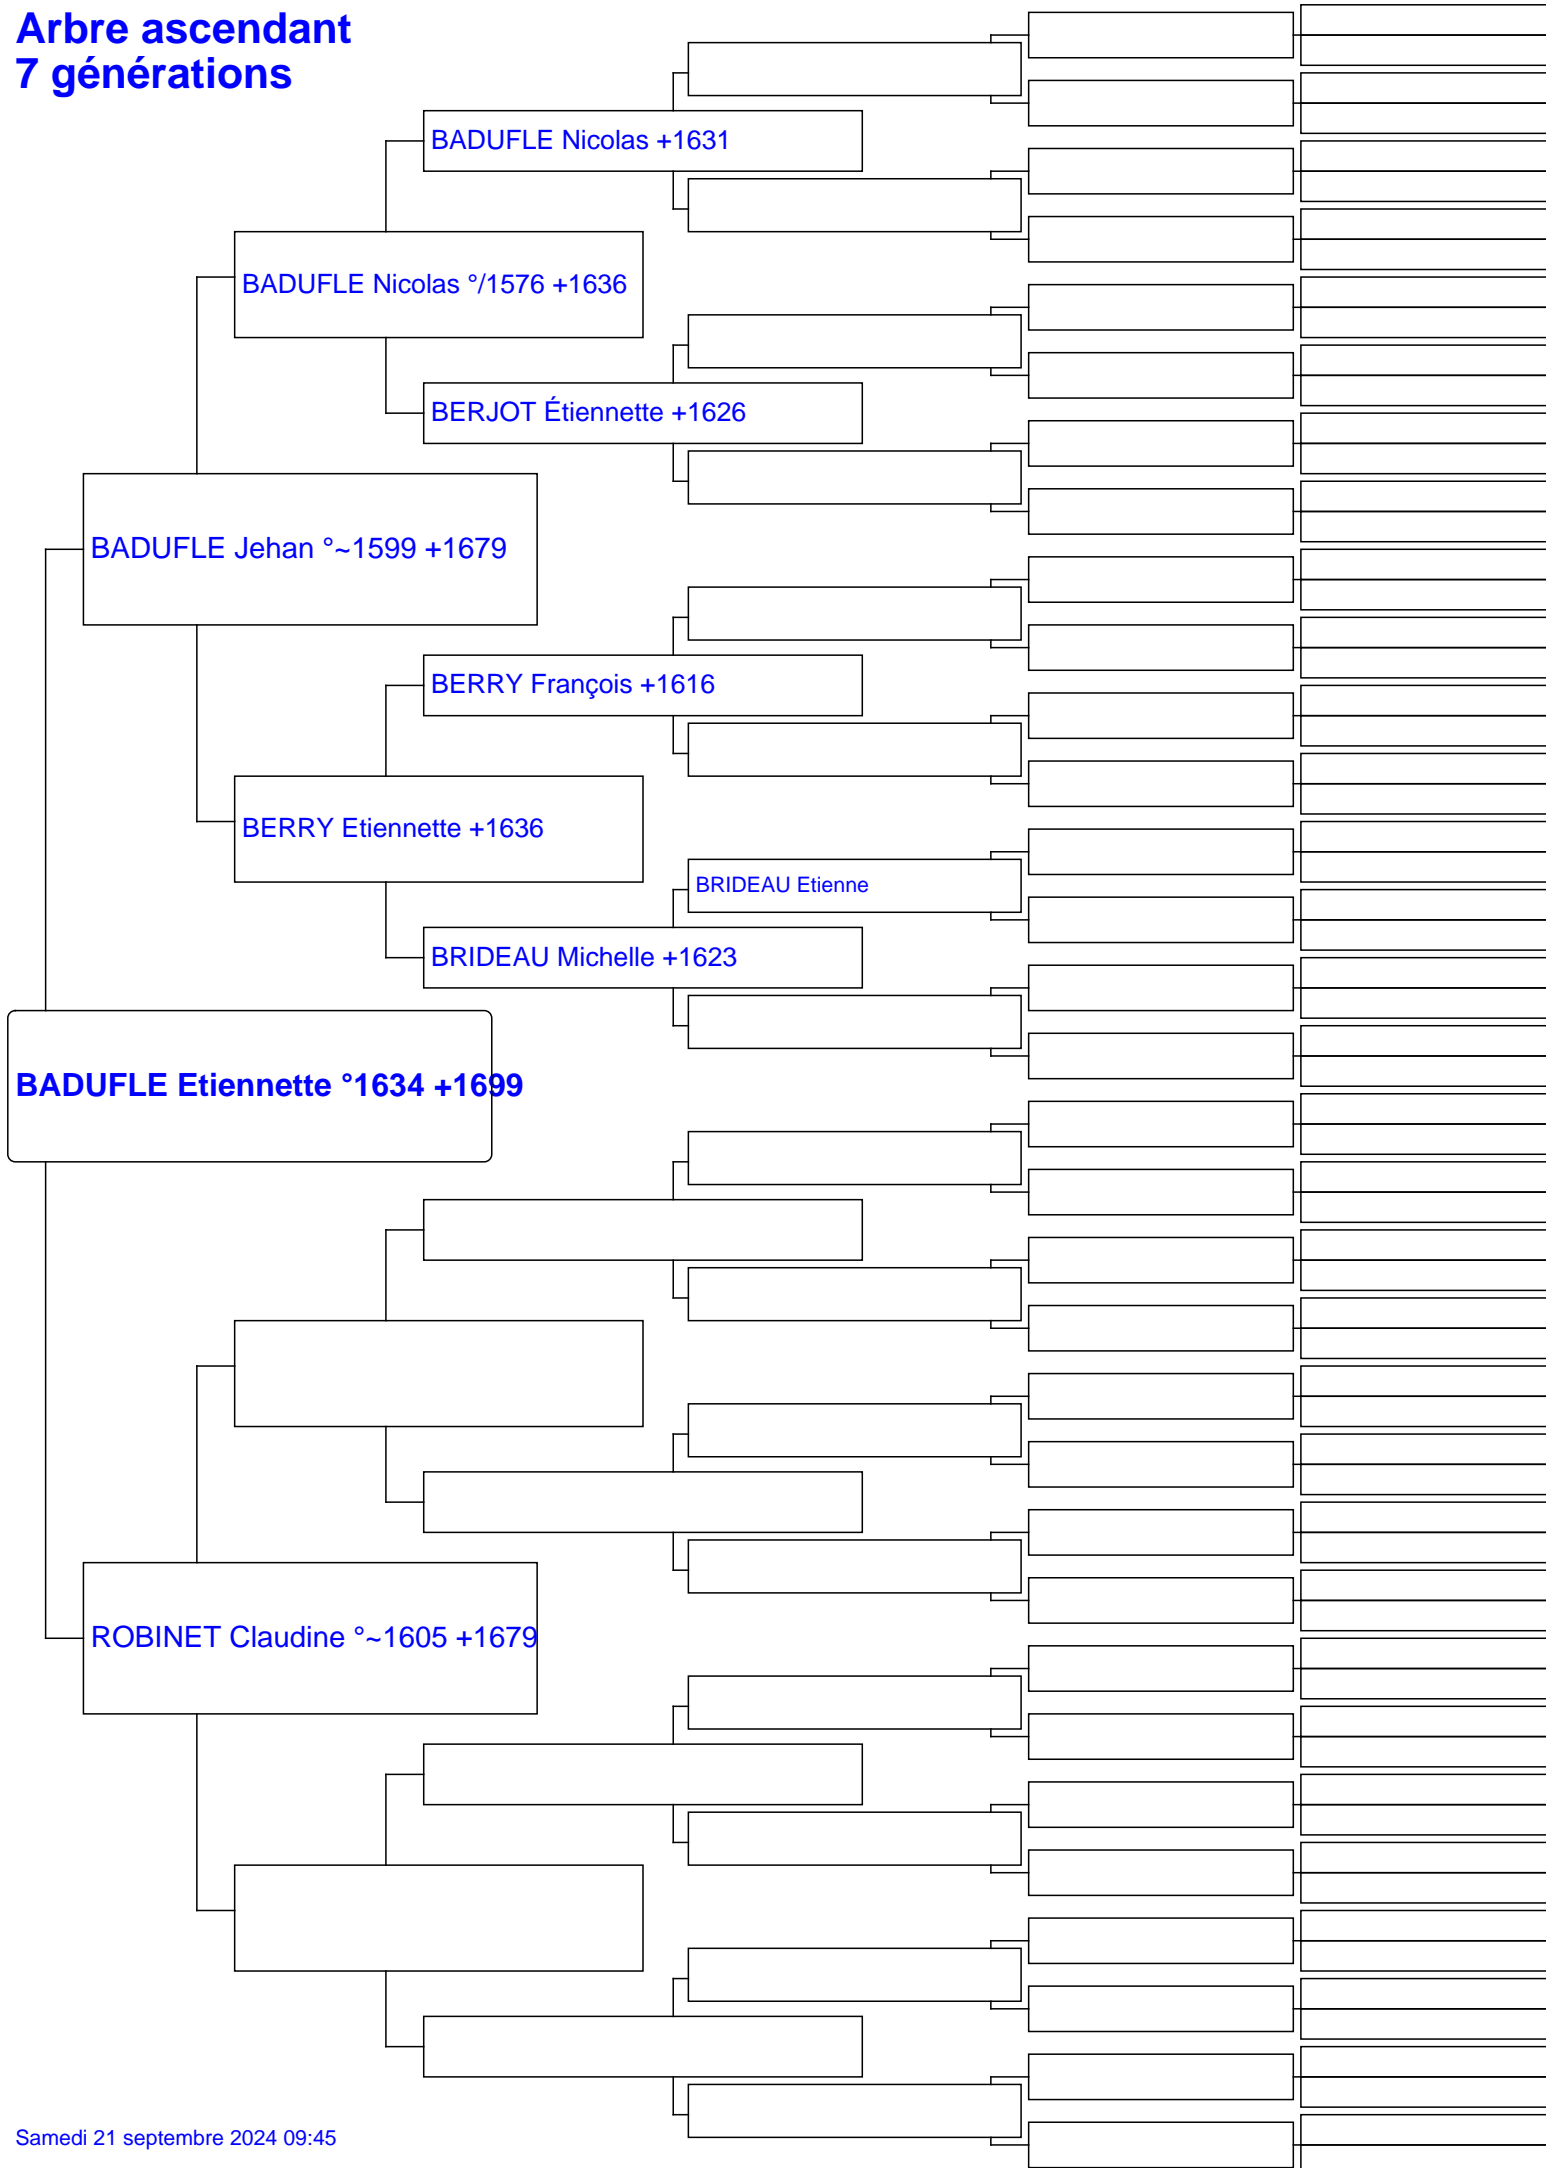 Arbre ascendant
7 générations
BADUFLE Nicolas +1631
BADUFLE Nicolas °/1576 +1636
BERJOT Étiennette +1626
BADUFLE Jehan °~1599 +1679
BERRY François +1616
BERRY Etiennette +1636
BRIDEAU Etienne
BRIDEAU Michelle +1623
BADUFLE Etiennette °1634 +1699
ROBINET Claudine °~1605 +1679
Samedi 21 septembre 2024 09:45